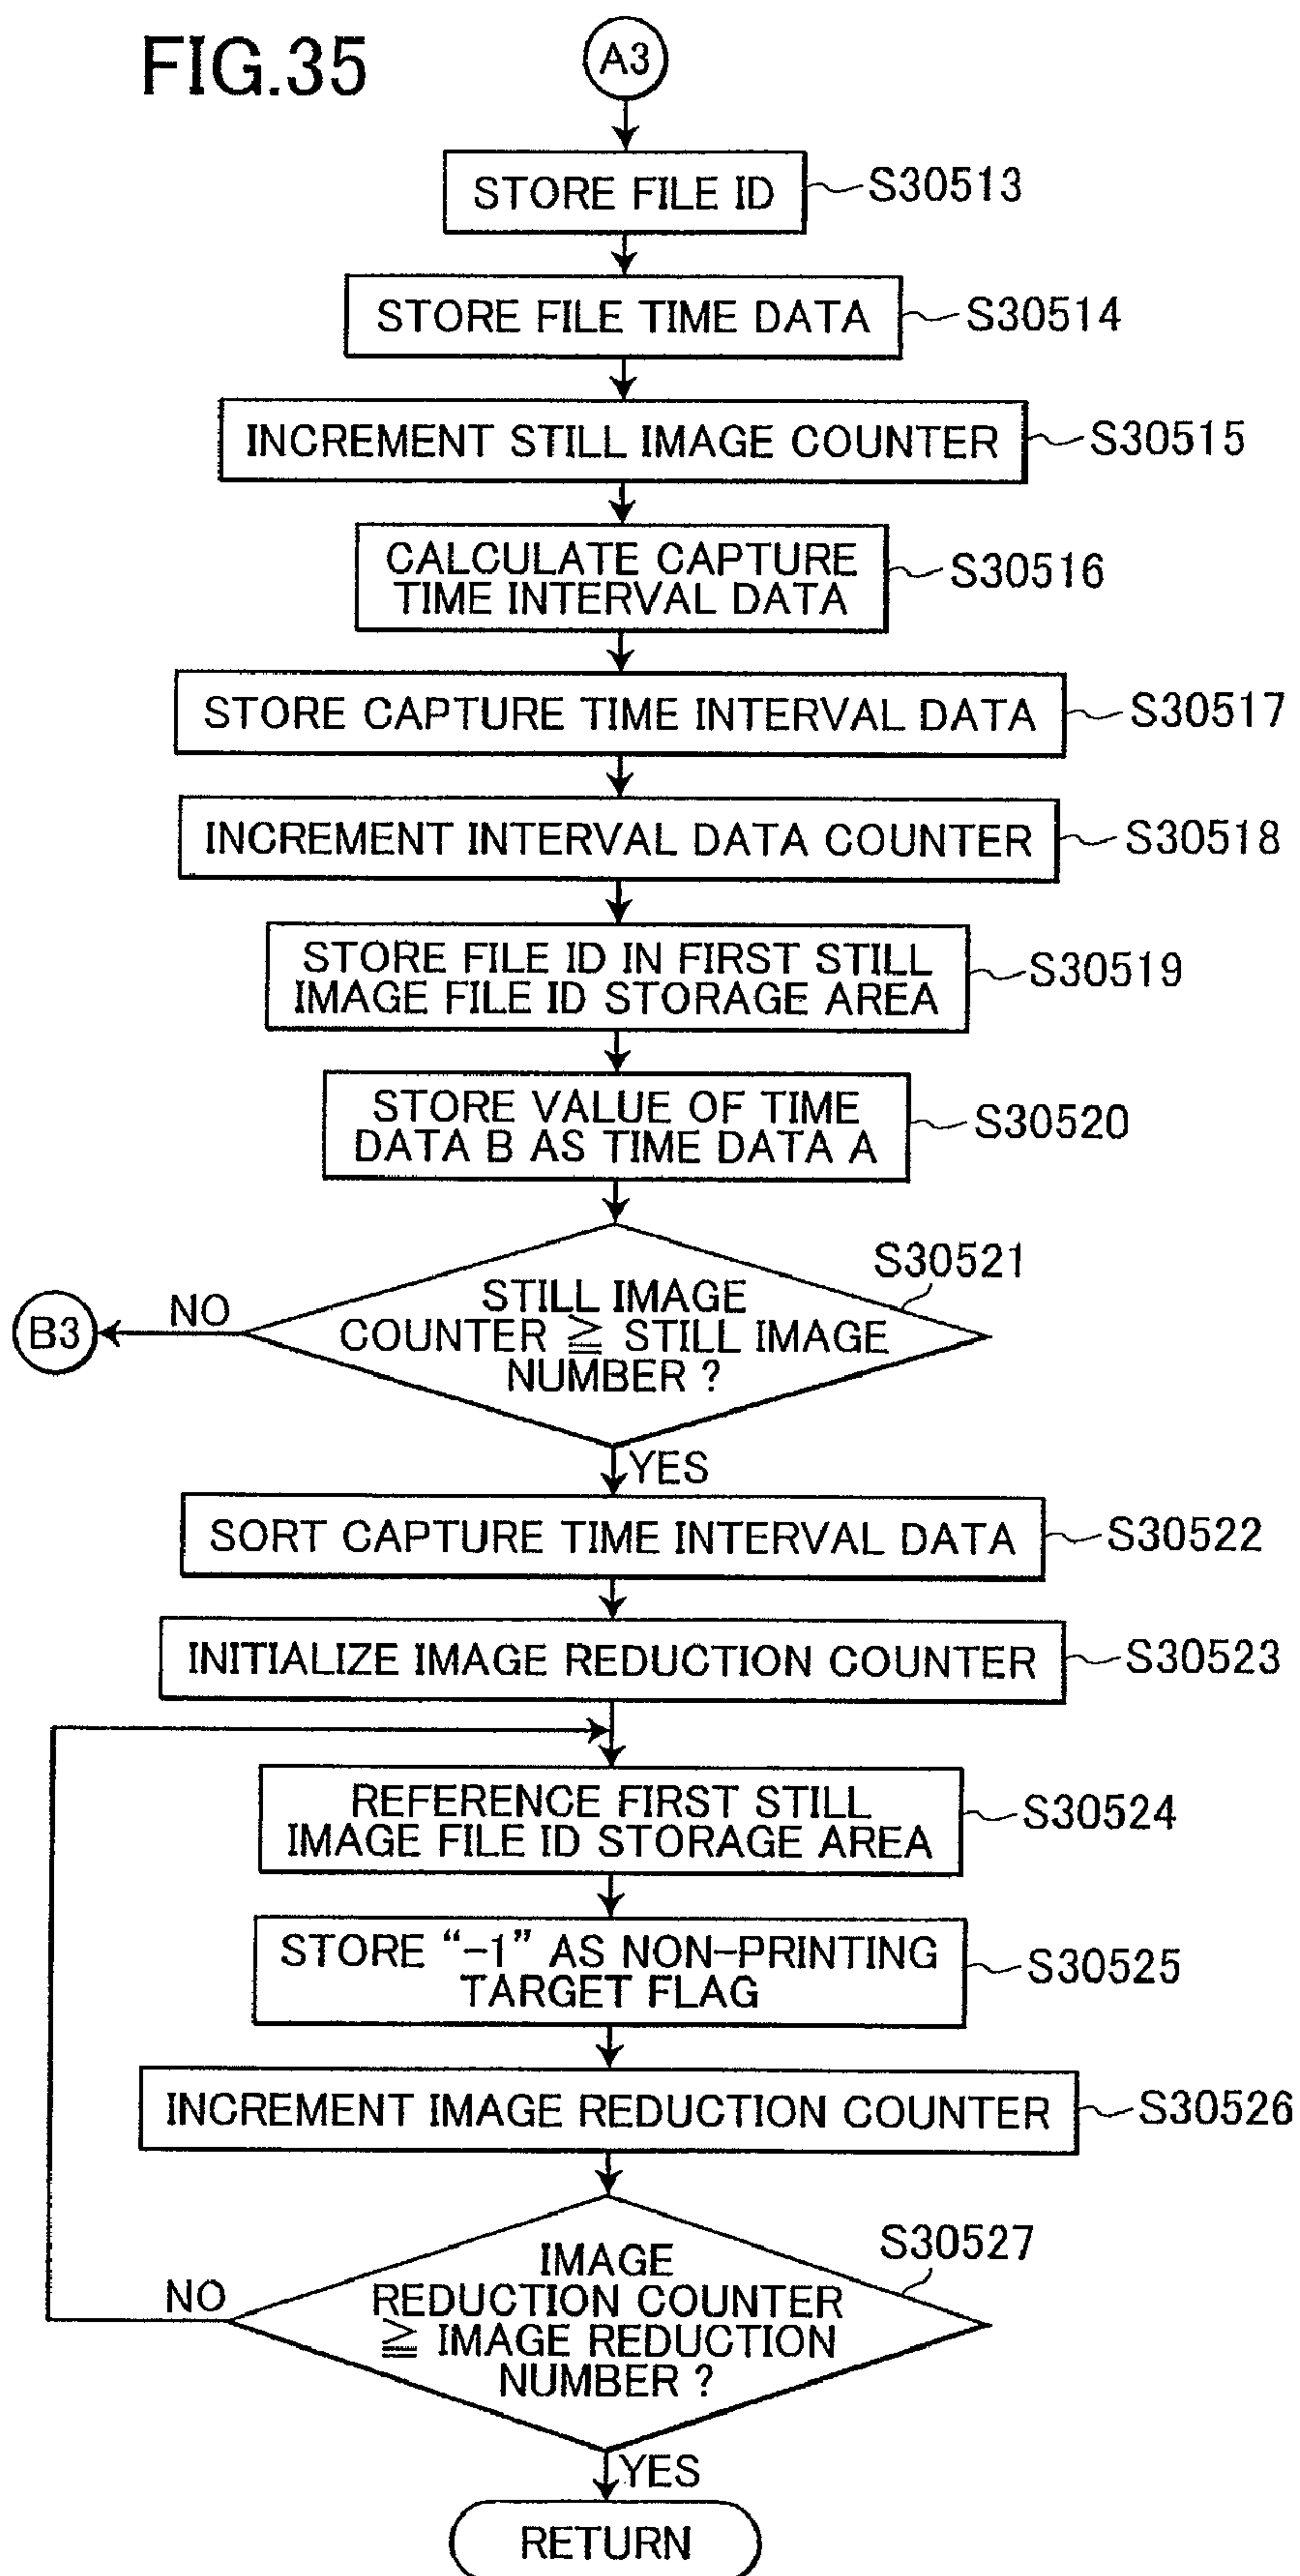 FIG.35
A3
STORE FILE ID
S30513
STORE FILE TIME DATA
S30514
INCREMENT STILL IMAGE COUNTER
S30515
CALCULATE CAPTURE
TIME INTERVAL DATA
S30516
STORE CAPTURE TIME INTERVAL DATA
S30517
INCREMENT INTERVAL DATA COUNTER
S30518
STORE FILE ID IN FIRST STILL
IMAGE FILE ID STORAGE AREA
S30519
STORE VALUE OF TIME
DATA B AS TIME DATA A
S30520
S30521
STILL IMAGE
COUNTER ≧ STILL IMAGE
NUMBER ?
NO
B3
YES
SORT CAPTURE TIME INTERVAL DATA
S30522
INITIALIZE IMAGE REDUCTION COUNTER
S30523
REFERENCE FIRST STILL
IMAGE FILE ID STORAGE AREA
S30524
STORE “-1” AS NON-PRINTING
TARGET FLAG
S30525
INCREMENT IMAGE REDUCTION COUNTER
S30526
S30527
IMAGE
REDUCTION COUNTER
≧ IMAGE REDUCTION
NUMBER ?
NO
YES
RETURN